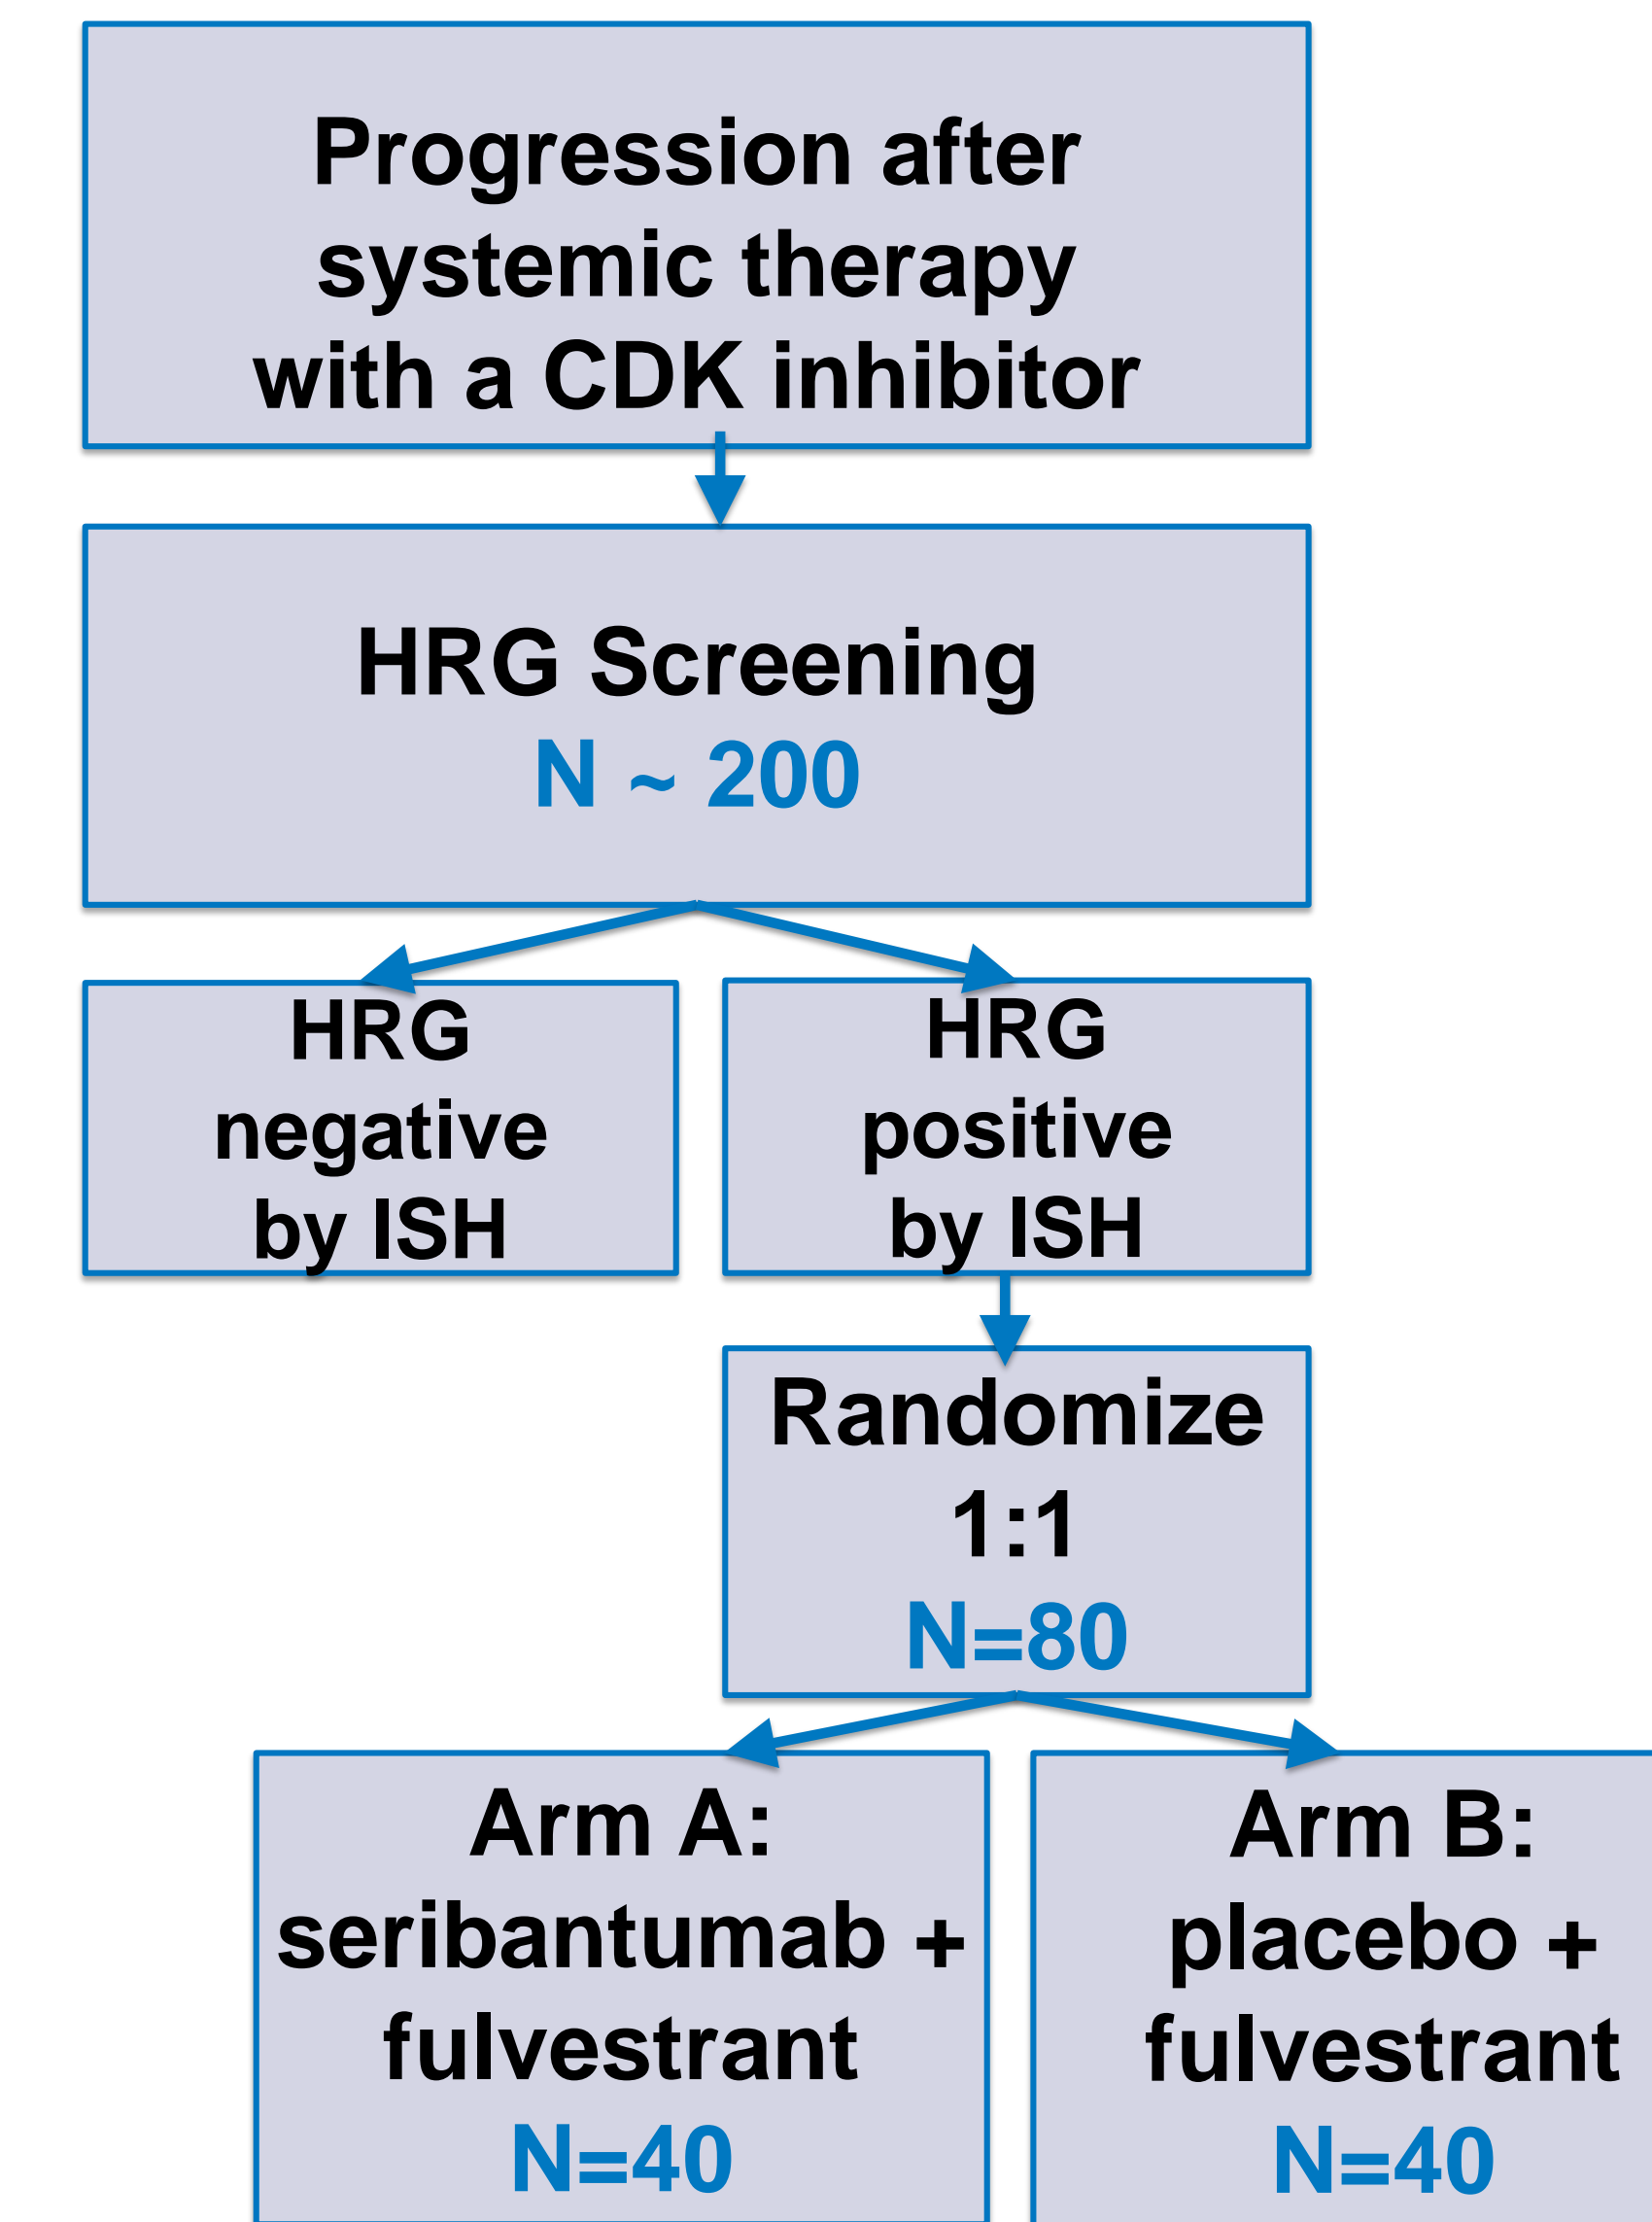 Progression after
systemic therapy
with a CDK inhibitor
HRG Screening
N ~ 200
HRG
negative
by ISH
HRG
positive
by ISH
Randomize
1:1
N=80
Arm A:
seribantumab +
fulvestrant
N=40
Arm B:
placebo +
fulvestrant
N=40